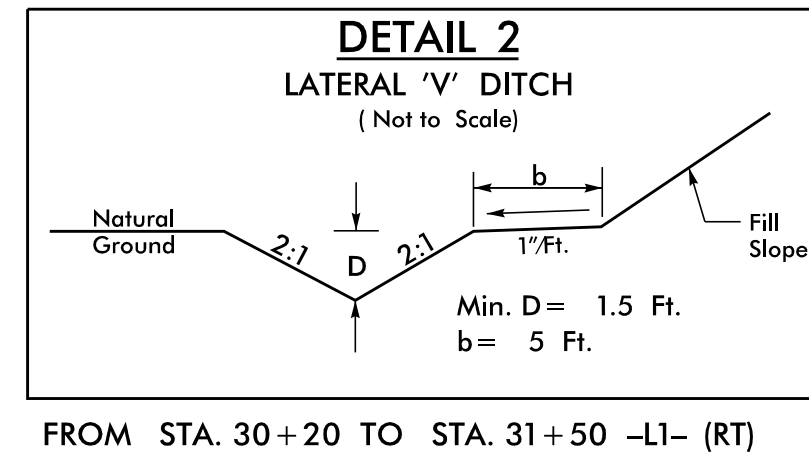 DETAIL 2
LATERAL 'V' DITCH
( Not to Scale)
b
Natural
Ground
2:1
D
2:1
1"/Ft.
Fill
Slope
Min. D = 1.5 Ft.
b = 5 Ft.
FROM STA. 30+20 TO STA. 31+50 -L1- (RT)